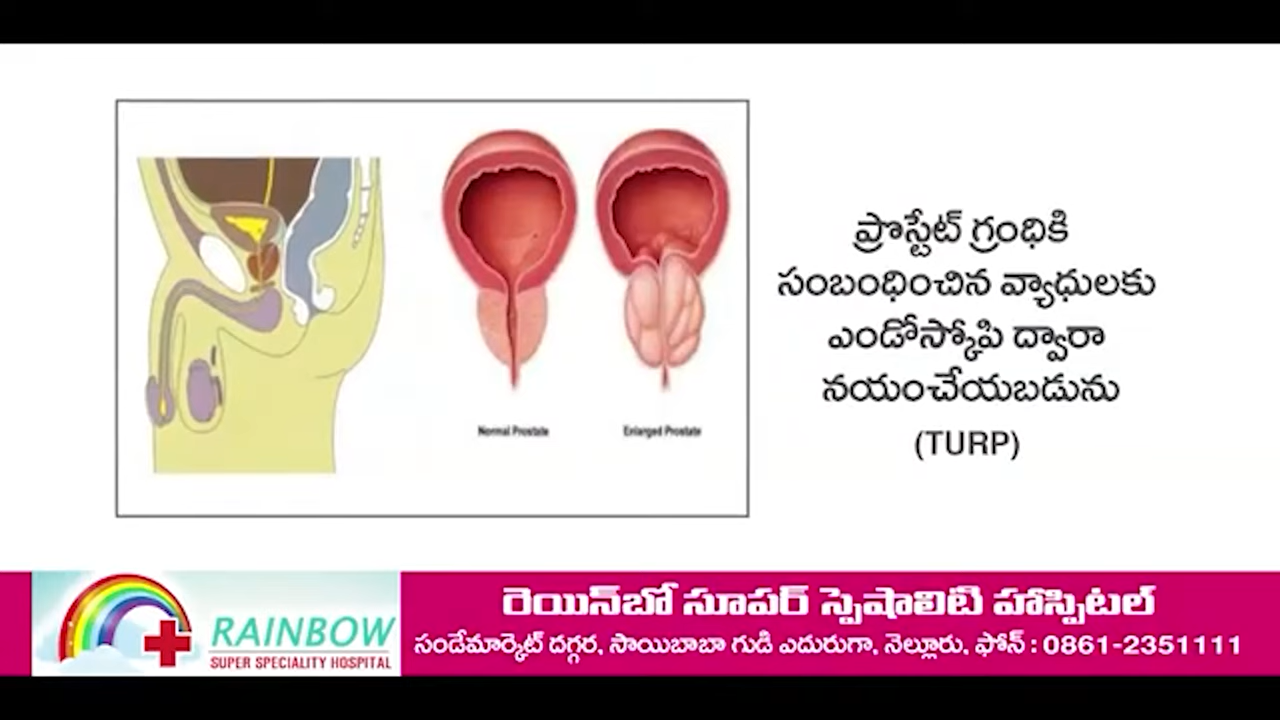 ప్రొస్టేట్ గ్రంధికి
సంబంధించిన వ్యాధులకు
ఎండోస్కోపి ద్వారా
నయంచేయబడును
(TURP)
Normal Prostate
Enlarged Prostate
RAINBOW
SUPER SPECIALITY HOSPITAL
రెయిన్‌బో సూపర్ స్పెషాలిటి హాస్పిటల్
సండేమార్కెట్ దగ్గర, సాయిబాబా గుడి ఎదురుగా, నెల్లూరు, ఫోన్ : 0861-2351111